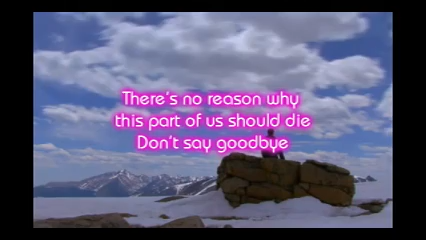 There's no reason why
this part of us should die
Don't say goodbye